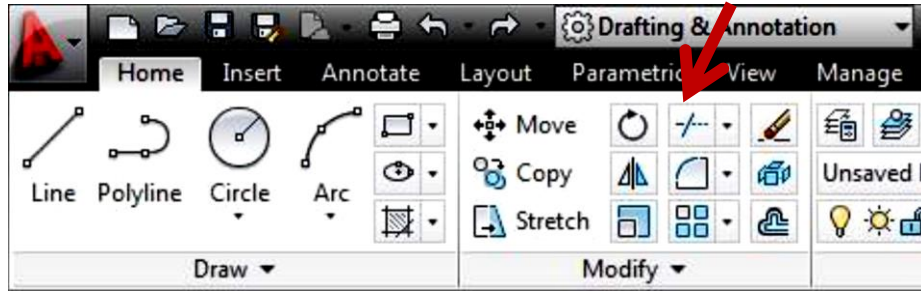 Drafting & Annotation
Home Insert Annotate Layout Parametric View Manage
Move
Copy
Stretch
Line Polyline Circle Arc
Unsaved
Draw Modify